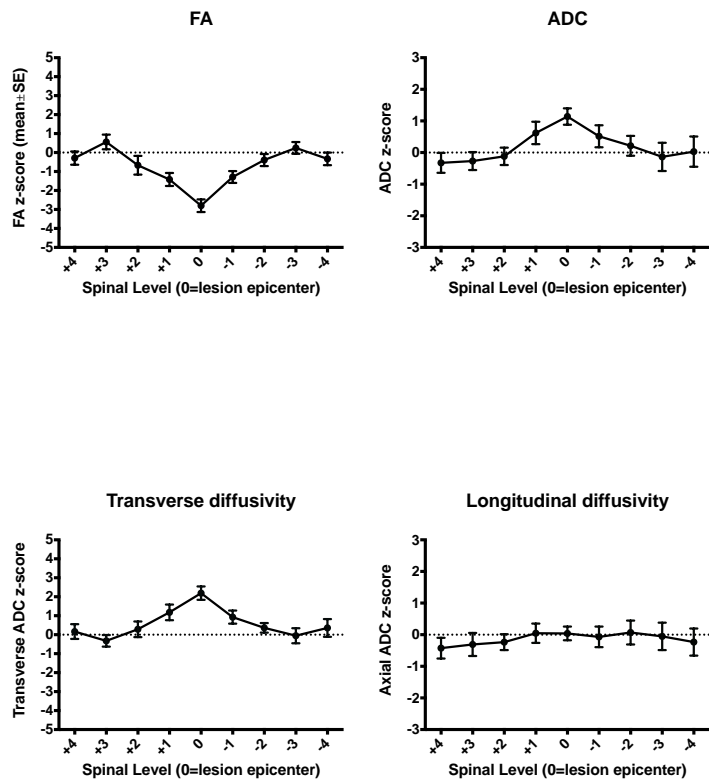 FA
FA z-score (mean±SE)
5
4
3
2
1
0
-1
-2
-3
-4
-5
+4 +3 +2 +1 0 -1 -2 -3 -4
Spinal Level (0=lesion epicenter)
ADC
ADC z-score
3
2
1
0
-1
-2
-3
+4 +3 +2 +1 0 -1 -2 -3 -4
Spinal Level (0=lesion epicenter)
Transverse diffusivity
Transverse ADC z-score
5
4
3
2
1
0
-1
-2
-3
-4
-5
+4 +3 +2 +1 0 -1 -2 -3 -4
Spinal Level (0=lesion epicenter)
Longitudinal diffusivity
Axial ADC z-score
3
2
1
0
-1
-2
-3
+4 +3 +2 +1 0 -1 -2 -3 -4
Spinal Level (0=lesion epicenter)